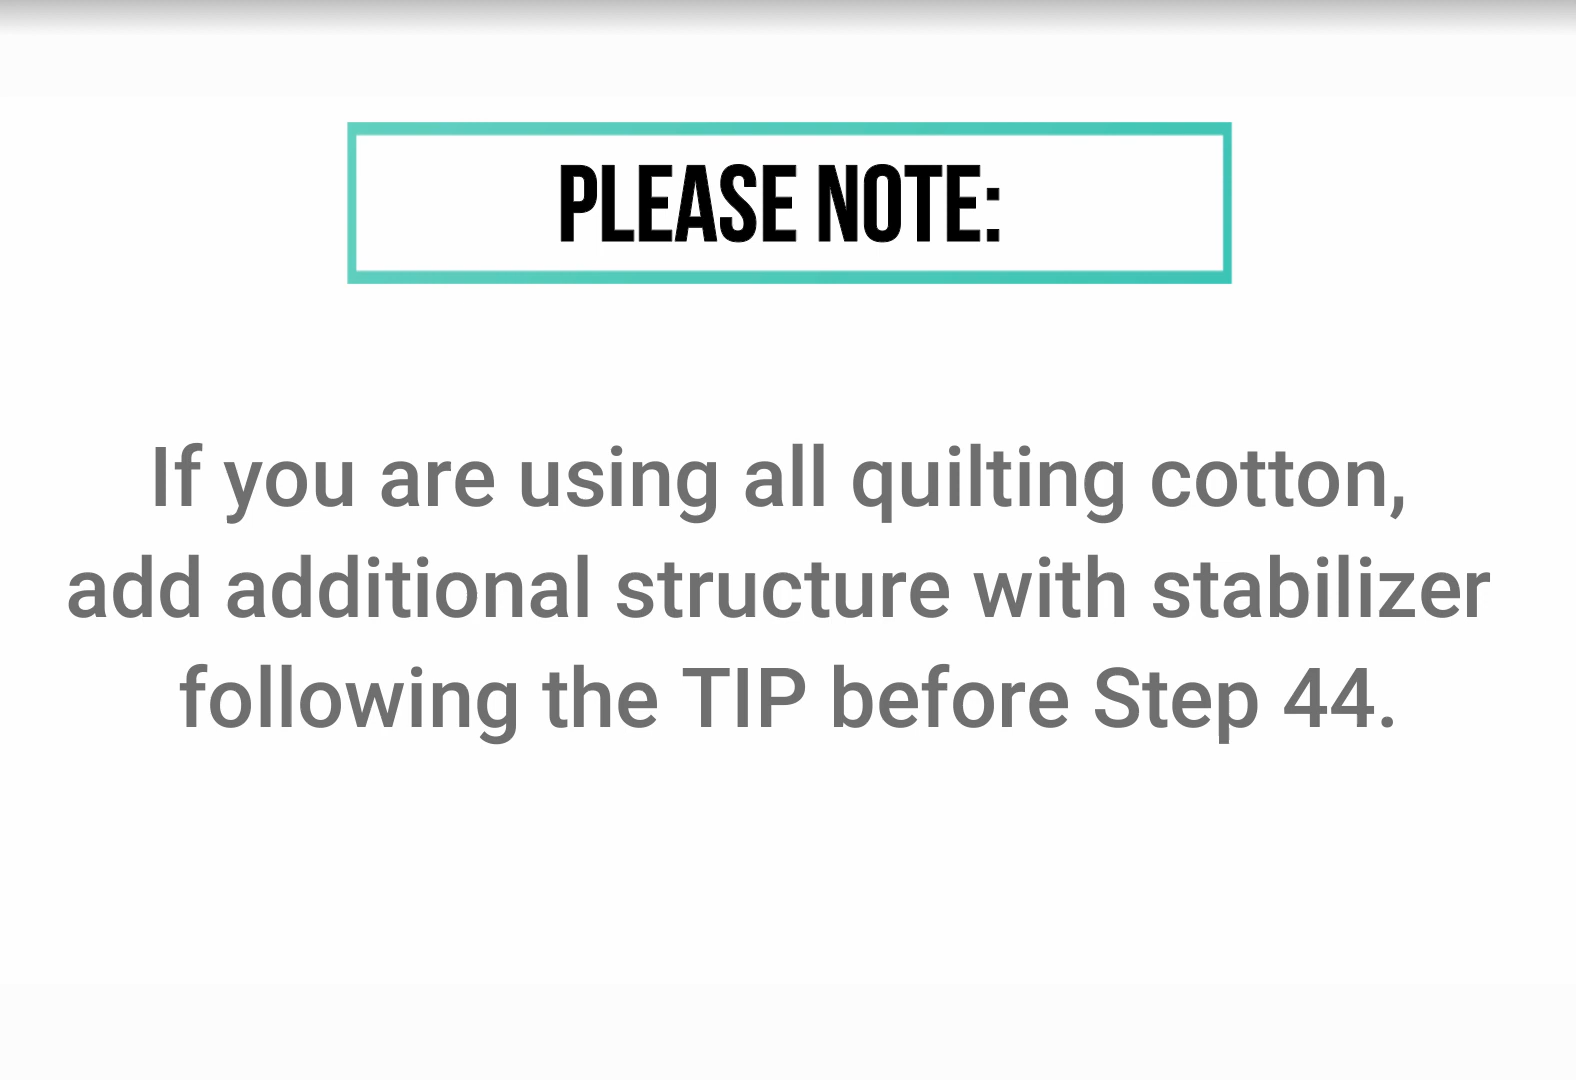 PLEASE NOTE:
If you are using all quilting cotton,
add additional structure with stabilizer
following the TIP before Step 44.